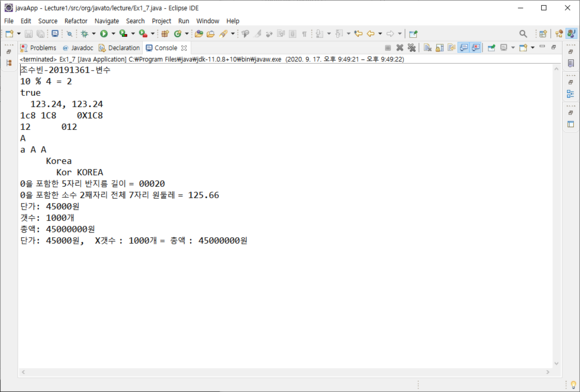 javaApp - Lecture1/src/org/javato/lecture/Ex1_7.java - Eclipse IDE
File Edit Source Refactor Navigate Search Project Run Window Help
Problems Javadoc Declaration Console
<terminated> Ex1_7 [Java Application] C:\Program Files\java\jdk-11.0.8+10\bin\javaw.exe (2020. 9. 17. 오후 9:49:21 – 오후 9:49:22)
조수빈-20191361-변수
10 % 4 = 2
true
123.24, 123.24
1c8 1C8 0X1C8
12 012
A
a A A
Korea
Kor KOREA
0을 포함한 5자리 반지름 길이 = 00020
0을 포함한 소수 2째자리 전체 7자리 원둘레 = 125.66
단가: 45000원
갯수: 1000개
총액: 45000000원
단가: 45000원, X갯수 : 1000개 = 총액 : 45000000원